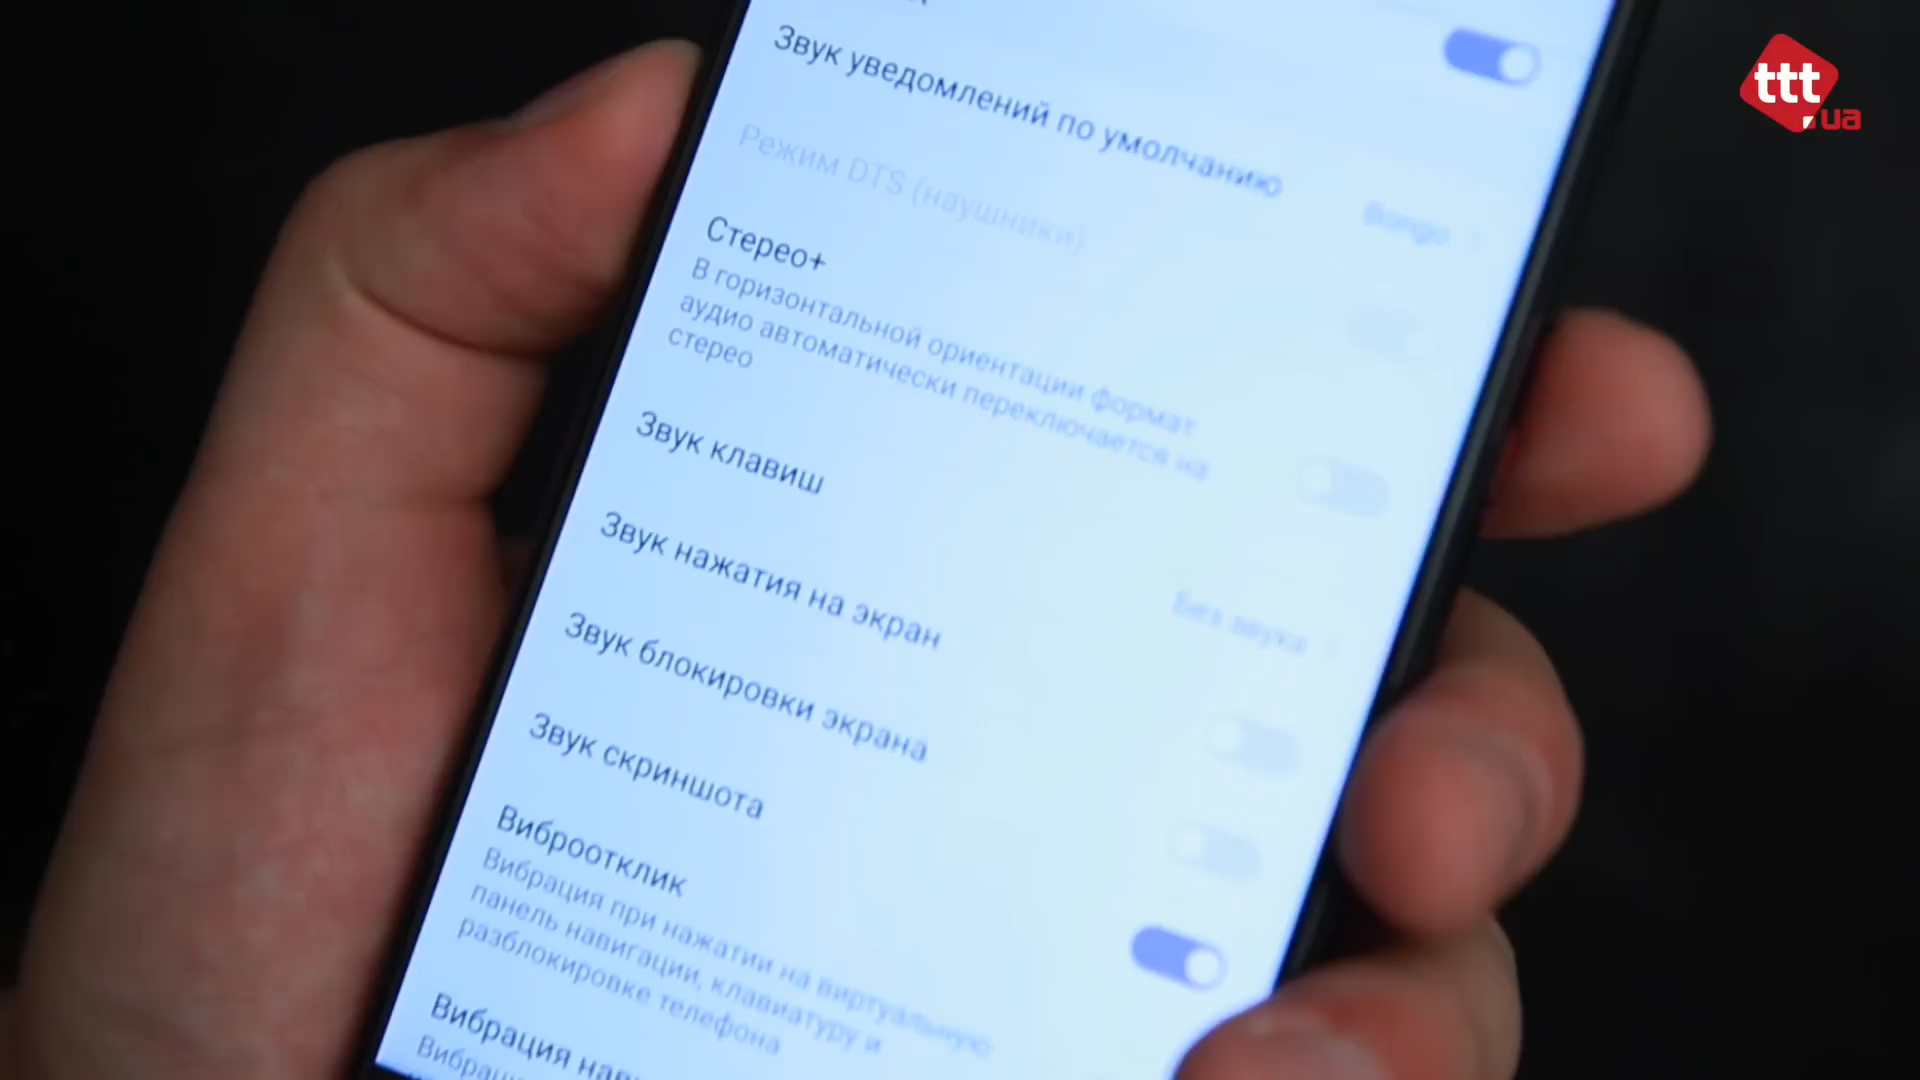 ttt
.ua
Звук уведомлений по умолчанию
Bongo
Режим DTS (наушники)
Стерео+
В горизонтальной ориентации формат
аудио автоматически переключается на
стерео
Звук клавиш
Без звука
Звук нажатия на экран
Звук блокировки экрана
Звук скриншота
Виброотклик
Вибрация при нажатии на виртуальную
панель навигации, клавиатуру и
разблокировке телефона
Вибрация